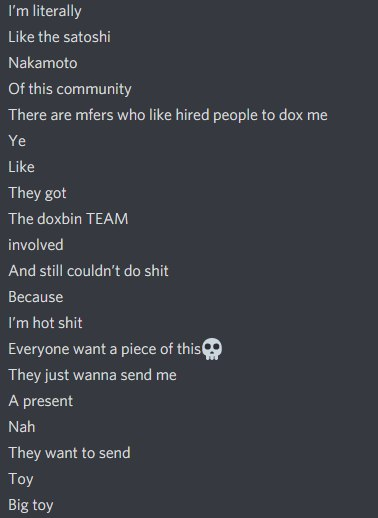 I'm literally
Like the satoshi
Nakamoto
Of this community
There are mfers who like hired people to dox me
Ye
Like
They got
The doxbin TEAM
involved
And still couldn't do shit
Because
I'm hot shit
Everyone want a piece of this💀
They just wanna send me
A present
Nah
They want to send
Toy
Big toy